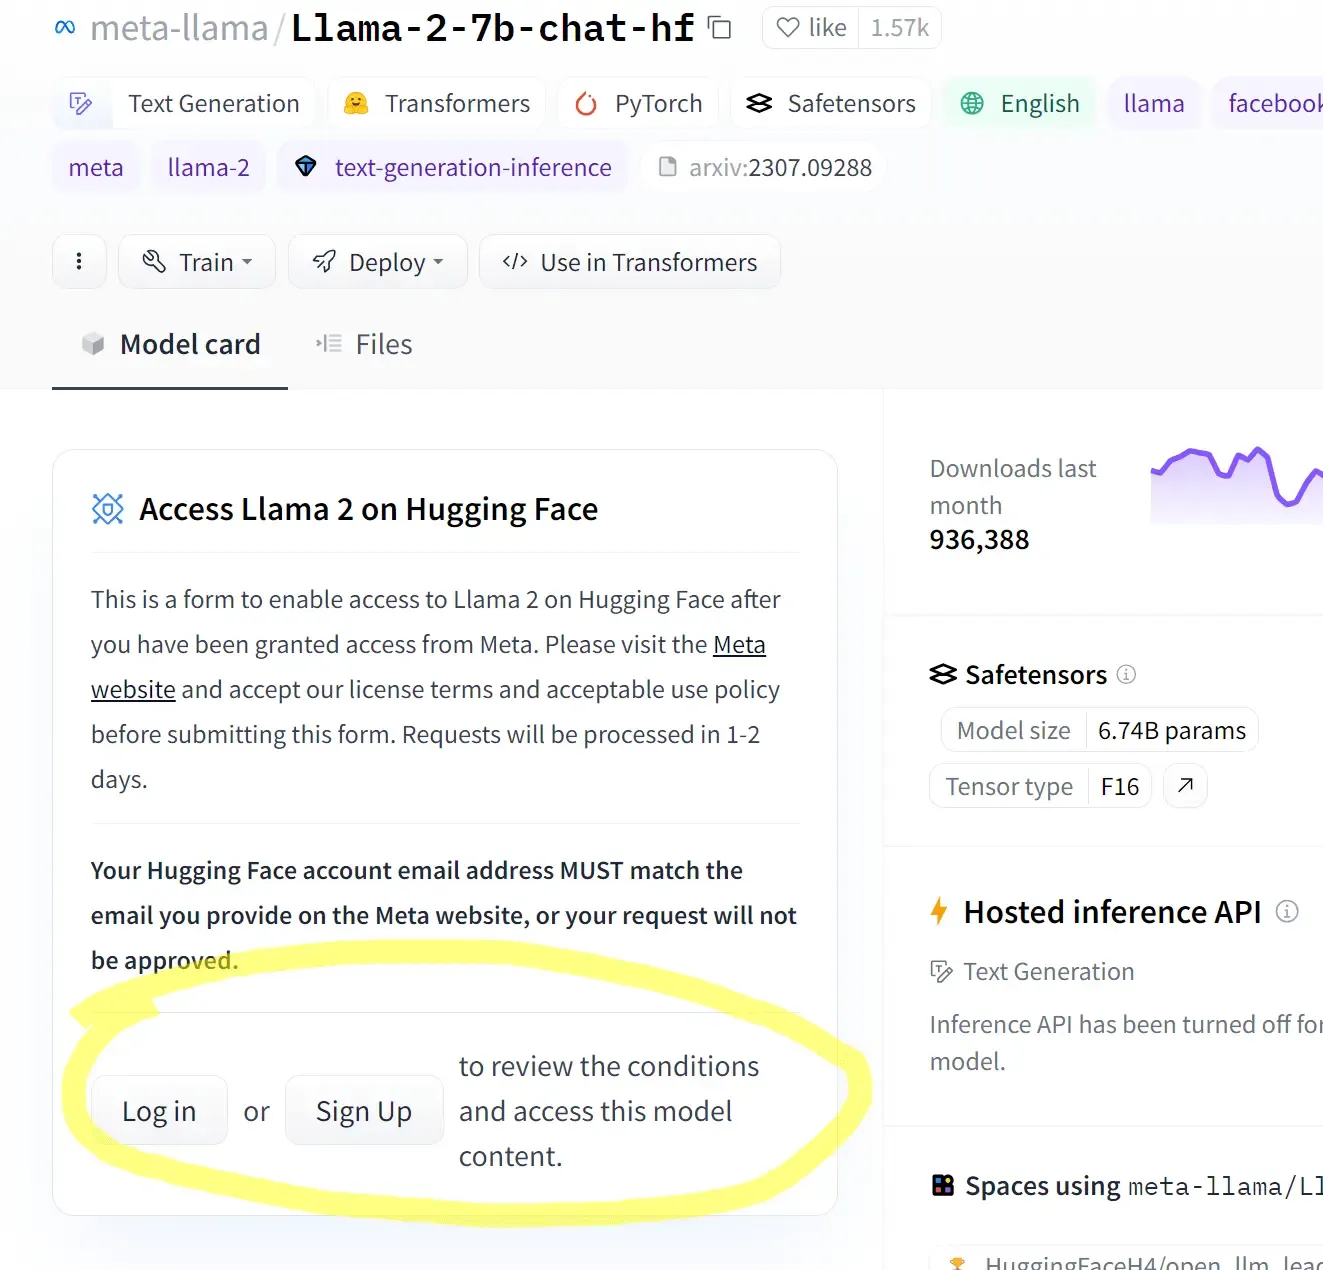 meta-llama/Llama-2-7b-chat-hf like 1.57k
Text Generation Transformers PyTorch Safetensors English llama facebook
meta llama-2 text-generation-inference arxiv:2307.09288
Train Deploy </> Use in Transformers
Model card Files
Access Llama 2 on Hugging Face
This is a form to enable access to Llama 2 on Hugging Face after
you have been granted access from Meta. Please visit the Meta
website and accept our license terms and acceptable use policy
before submitting this form. Requests will be processed in 1-2
days.
Your Hugging Face account email address MUST match the
email you provide on the Meta website, or your request will not
be approved.
Log in or Sign Up to review the conditions
and access this model
content.
Downloads last
month
936,388
Safetensors
Model size 6.74B params
Tensor type F16
Hosted inference API
Text Generation
Inference API has been turned off for
model.
Spaces using meta-llama/Ll
HuggingFaceH4/open_llm_lead